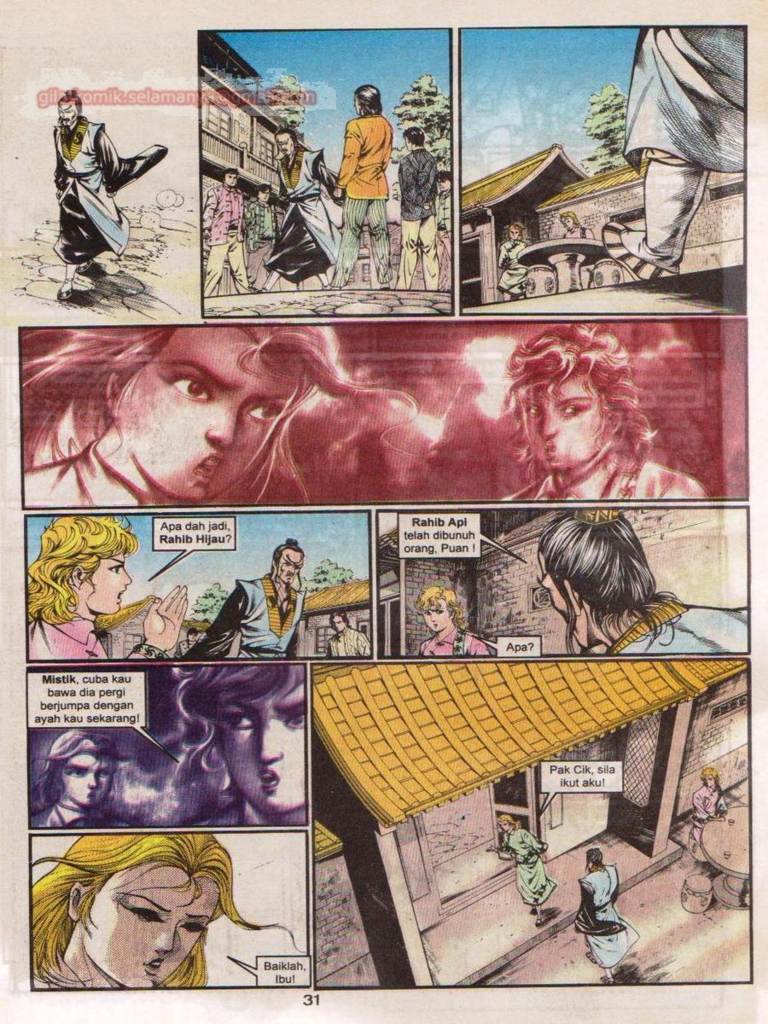 Apa dah jadi,
Rahib Hijau?
Rahib Api
telah dibunuh
orang, Puan !
Apa?
Mistik, cuba kau
bawa dia pergi
berjumpa dengan
ayah kau sekarang!
Pak Cik, sila
ikut aku!
Baiklah,
Ibu!
31